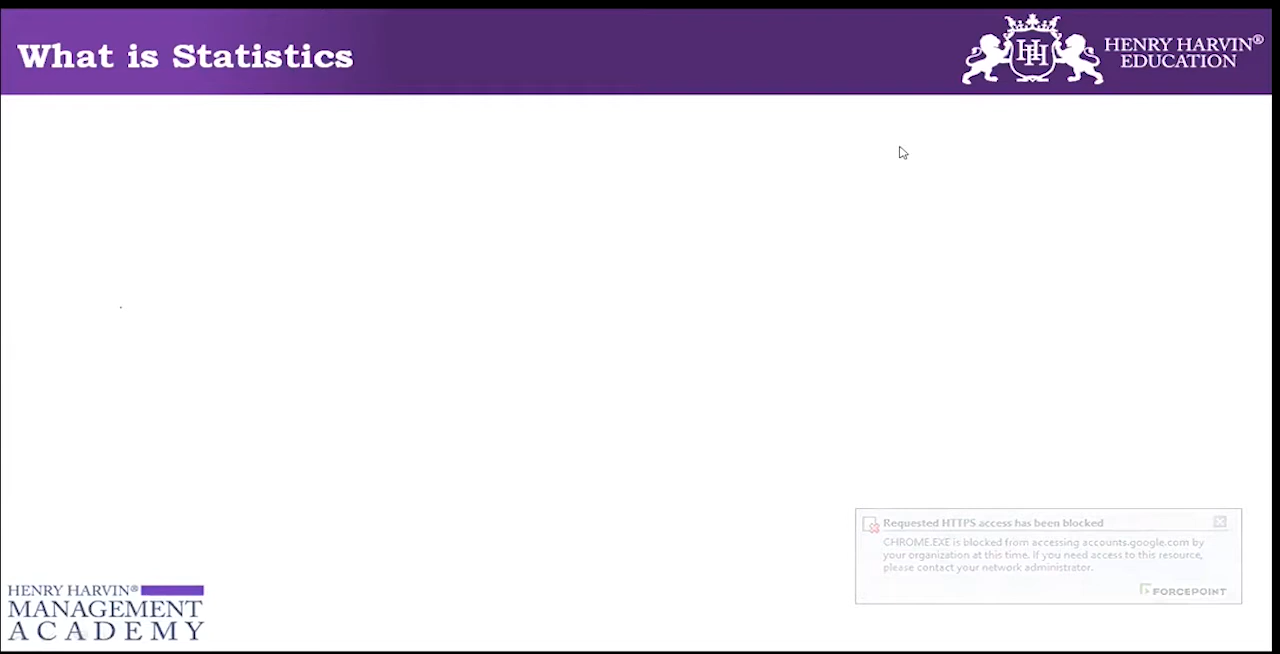 What is Statistics
HENRY HARVIN®
EDUCATION
HH
Requested HTTPS access has been blocked
CHROME.EXE is blocked from accessing accounts.google.com by
your organization at this time. If you need access to this resource,
please contact your network administrator.
FORCEPOINT
HENRY HARVIN®
MANAGEMENT
ACADEMY